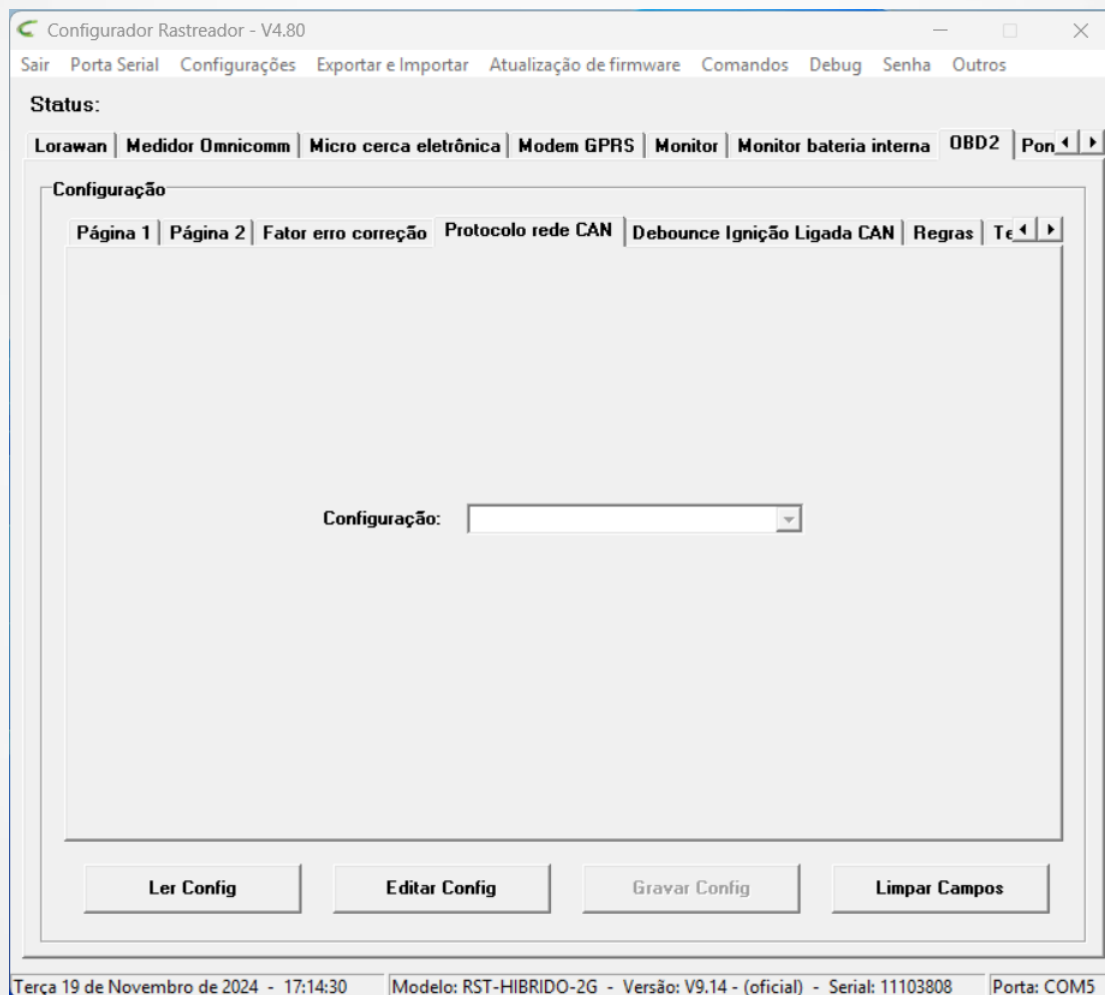 Configurador Rastreador - V4.80
Sair Porta Serial Configurações Exportar e Importar Atualização de firmware Comandos Debug Senha Outros
Status:
Lorawan Medidor Omnicomm Micro cerca eletrônica Modem GPRS Monitor Monitor bateria interna OBD2 Pon
Configuração
Página 1 Página 2 Fator erro correção Protocolo rede CAN Debounce Ignição Ligada CAN Regras Te
Configuração:
Ler Config Editar Config Gravar Config Limpar Campos
Terça 19 de Novembro de 2024 - 17:14:30 Modelo: RST-HIBRIDO-2G - Versão: V9.14 - (oficial) - Serial: 11103808 Porta: COM5